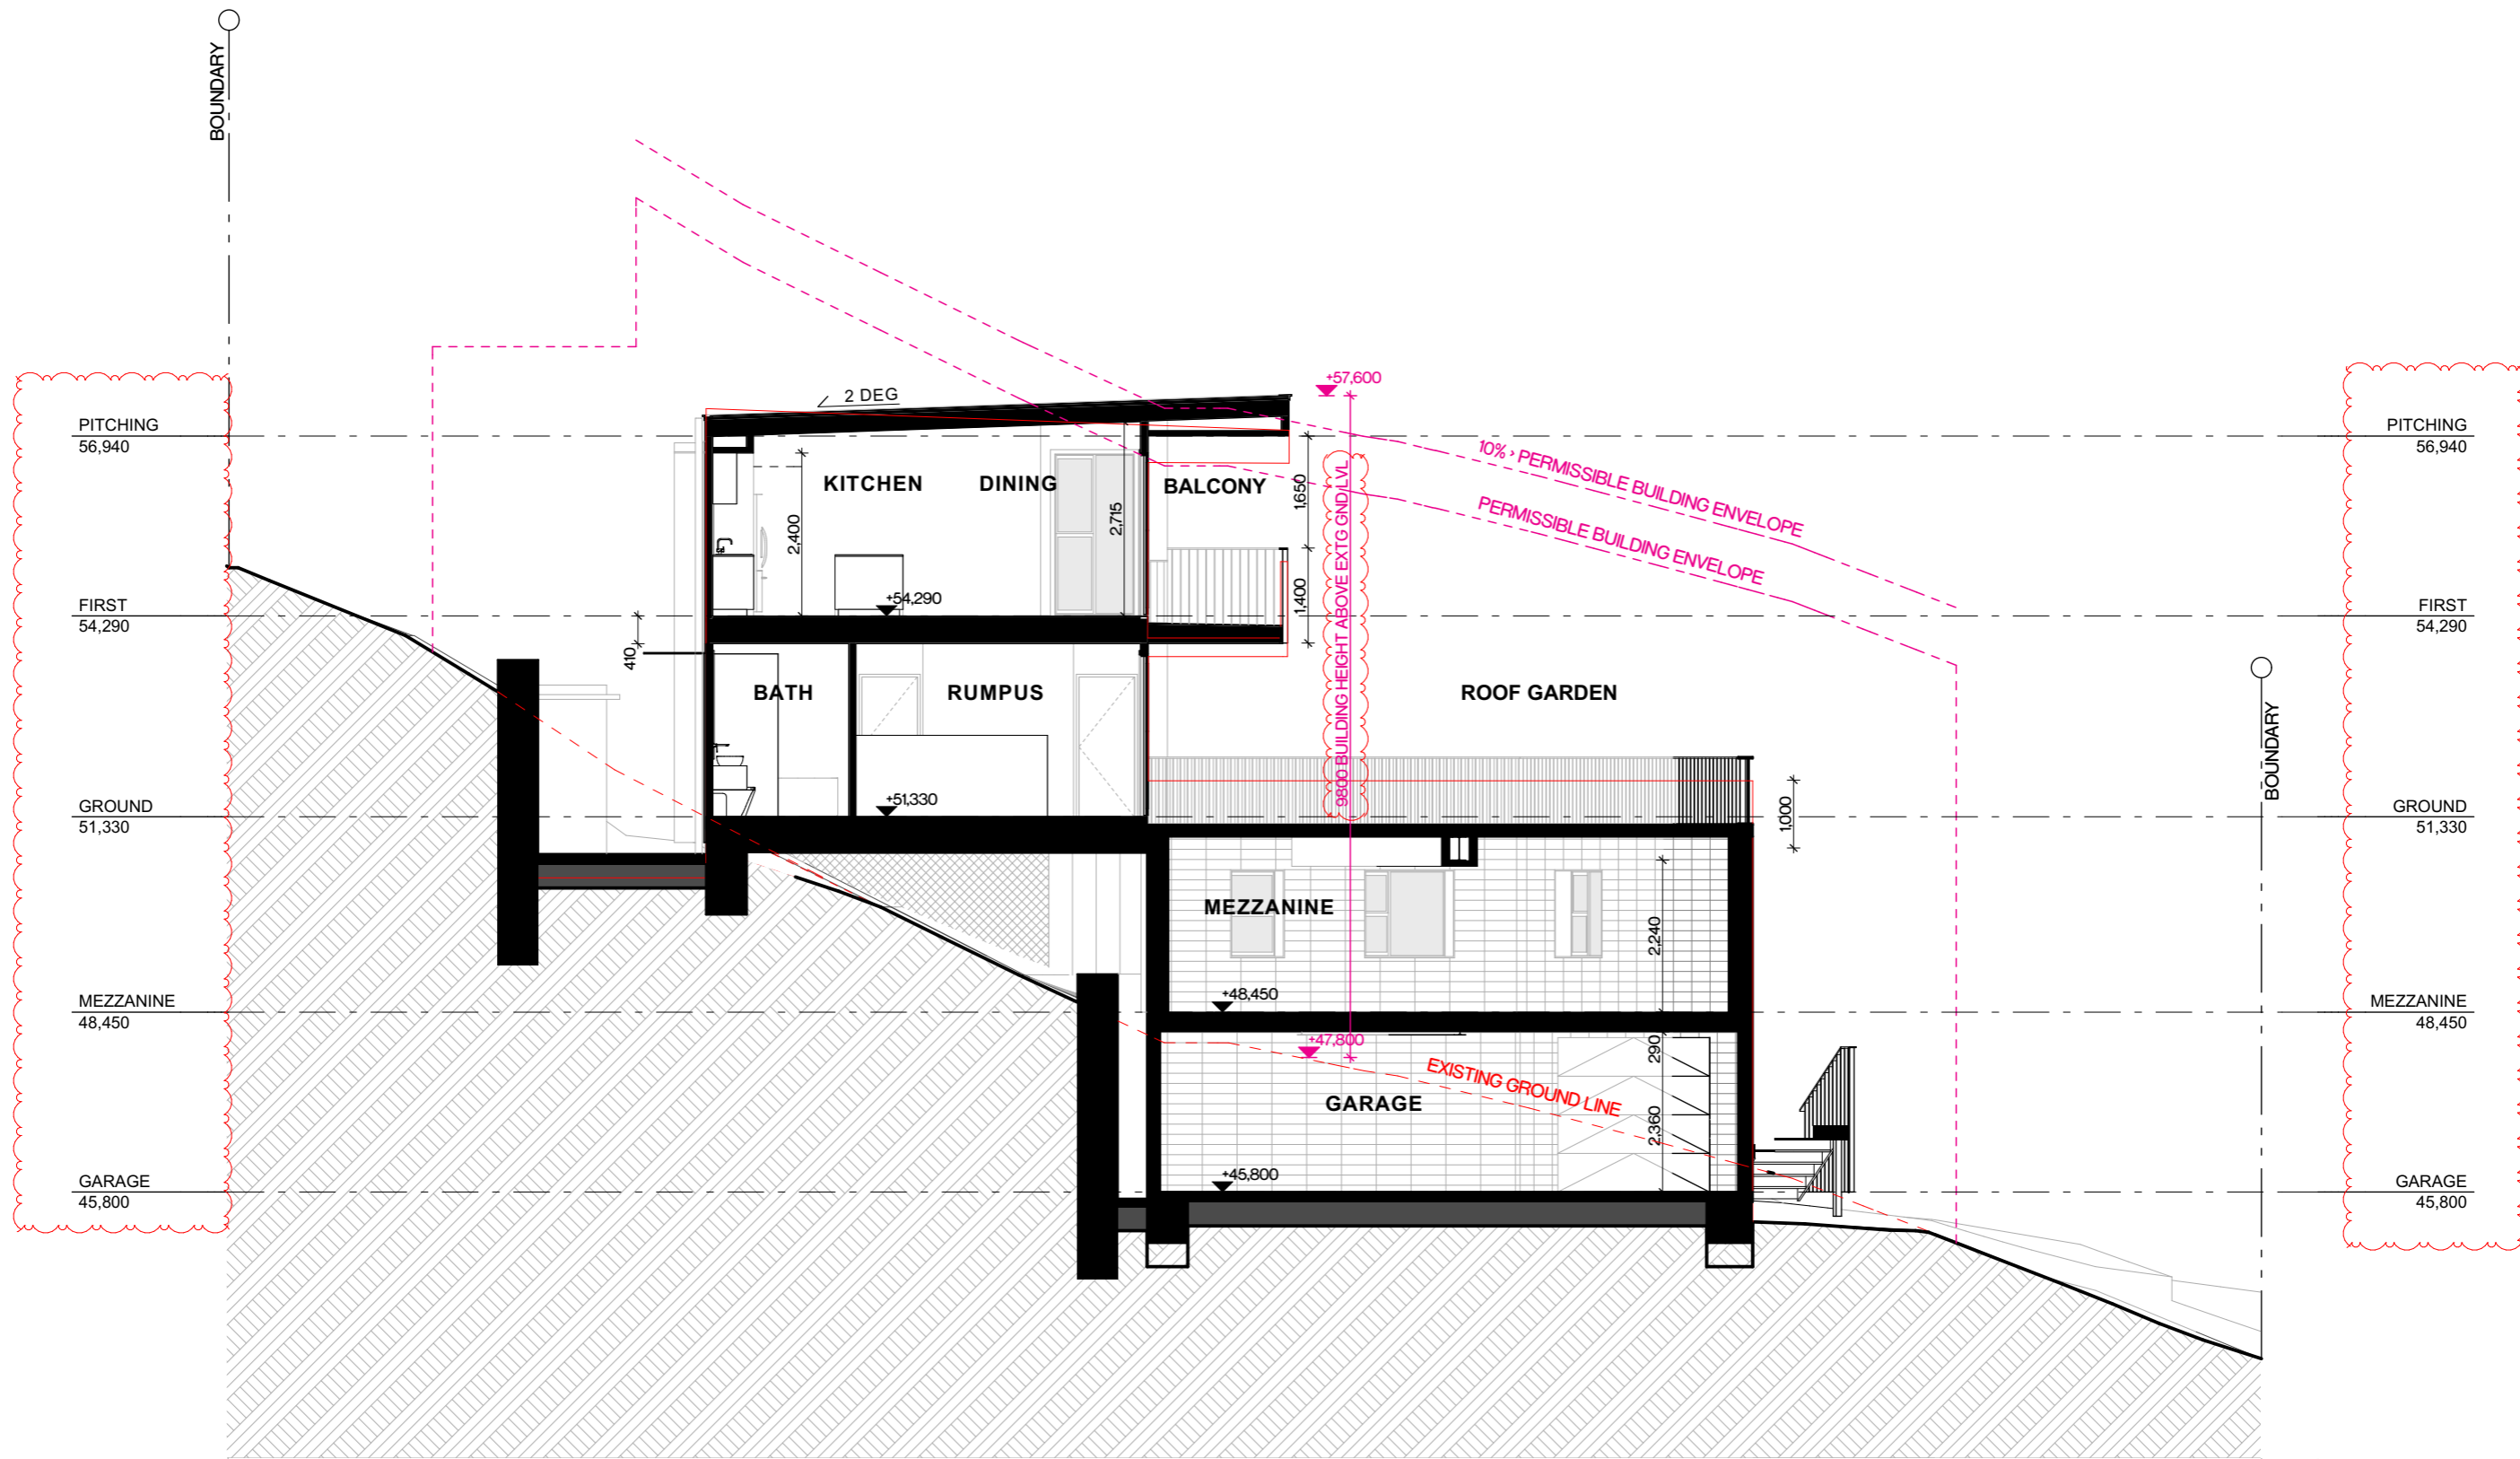 BOUNDARY
+57,600
2 DEG
PITCHING
56,940
PITCHING
56,940
10% > PERMISSIBLE BUILDING ENVELOPE
PERMISSIBLE BUILDING ENVELOPE
KITCHEN
DINING
BALCONY
1,650
2,400
2,715
9800 BUILDING HEIGHT ABOVE EXTG GND LVL
FIRST
54,290
+54,290
1,400
FIRST
54,290
410
BATH
RUMPUS
ROOF GARDEN
BOUNDARY
GROUND
51,330
+51,330
1,000
GROUND
51,330
MEZZANINE
2,240
MEZZANINE
48,450
+48,450
MEZZANINE
48,450
+47,800
290
EXISTING GROUND LINE
GARAGE
2,360
GARAGE
45,800
+45,800
GARAGE
45,800